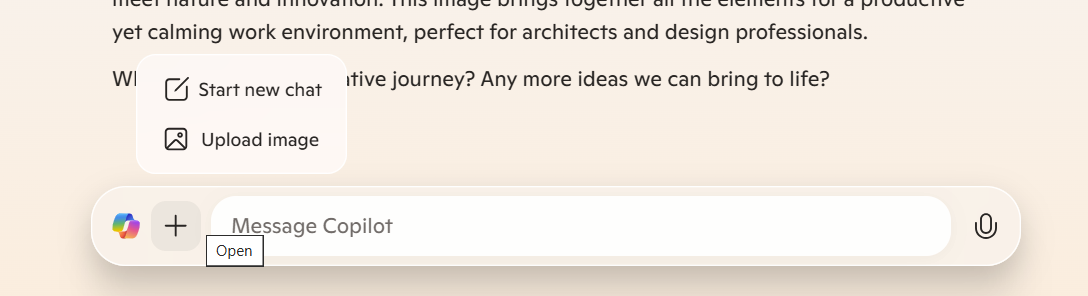 meet nature and innovation. This image brings together all the elements for a productive
yet calming work environment, perfect for architects and design professionals.
ative journey? Any more ideas we can bring to life?
Start new chat
Upload image
Message Copilot
Open